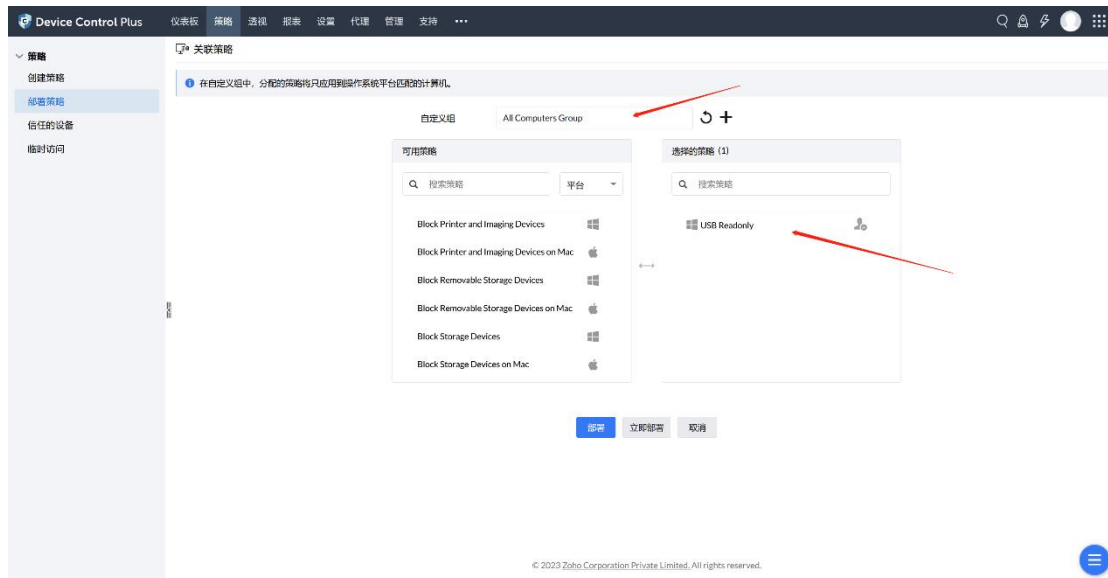 Device Control Plus 仪表板 策略 透视 报表 设置 代理 管理 支持 •••
策略
创建策略
部署策略
信任的设备
临时访问
关联策略
在自定义组中，分配的策略将只应用到操作系统平台匹配的计算机。
自定义组 All Computers Group
可用策略
搜索策略 平台
Block Printer and Imaging Devices
Block Printer and Imaging Devices on Mac
Block Removable Storage Devices
Block Removable Storage Devices on Mac
Block Storage Devices
Block Storage Devices on Mac
选择的策略 (1)
搜索策略
USB Readonly
部署 立即部署 取消
© 2023 Zoho Corporation Private Limited. All rights reserved.